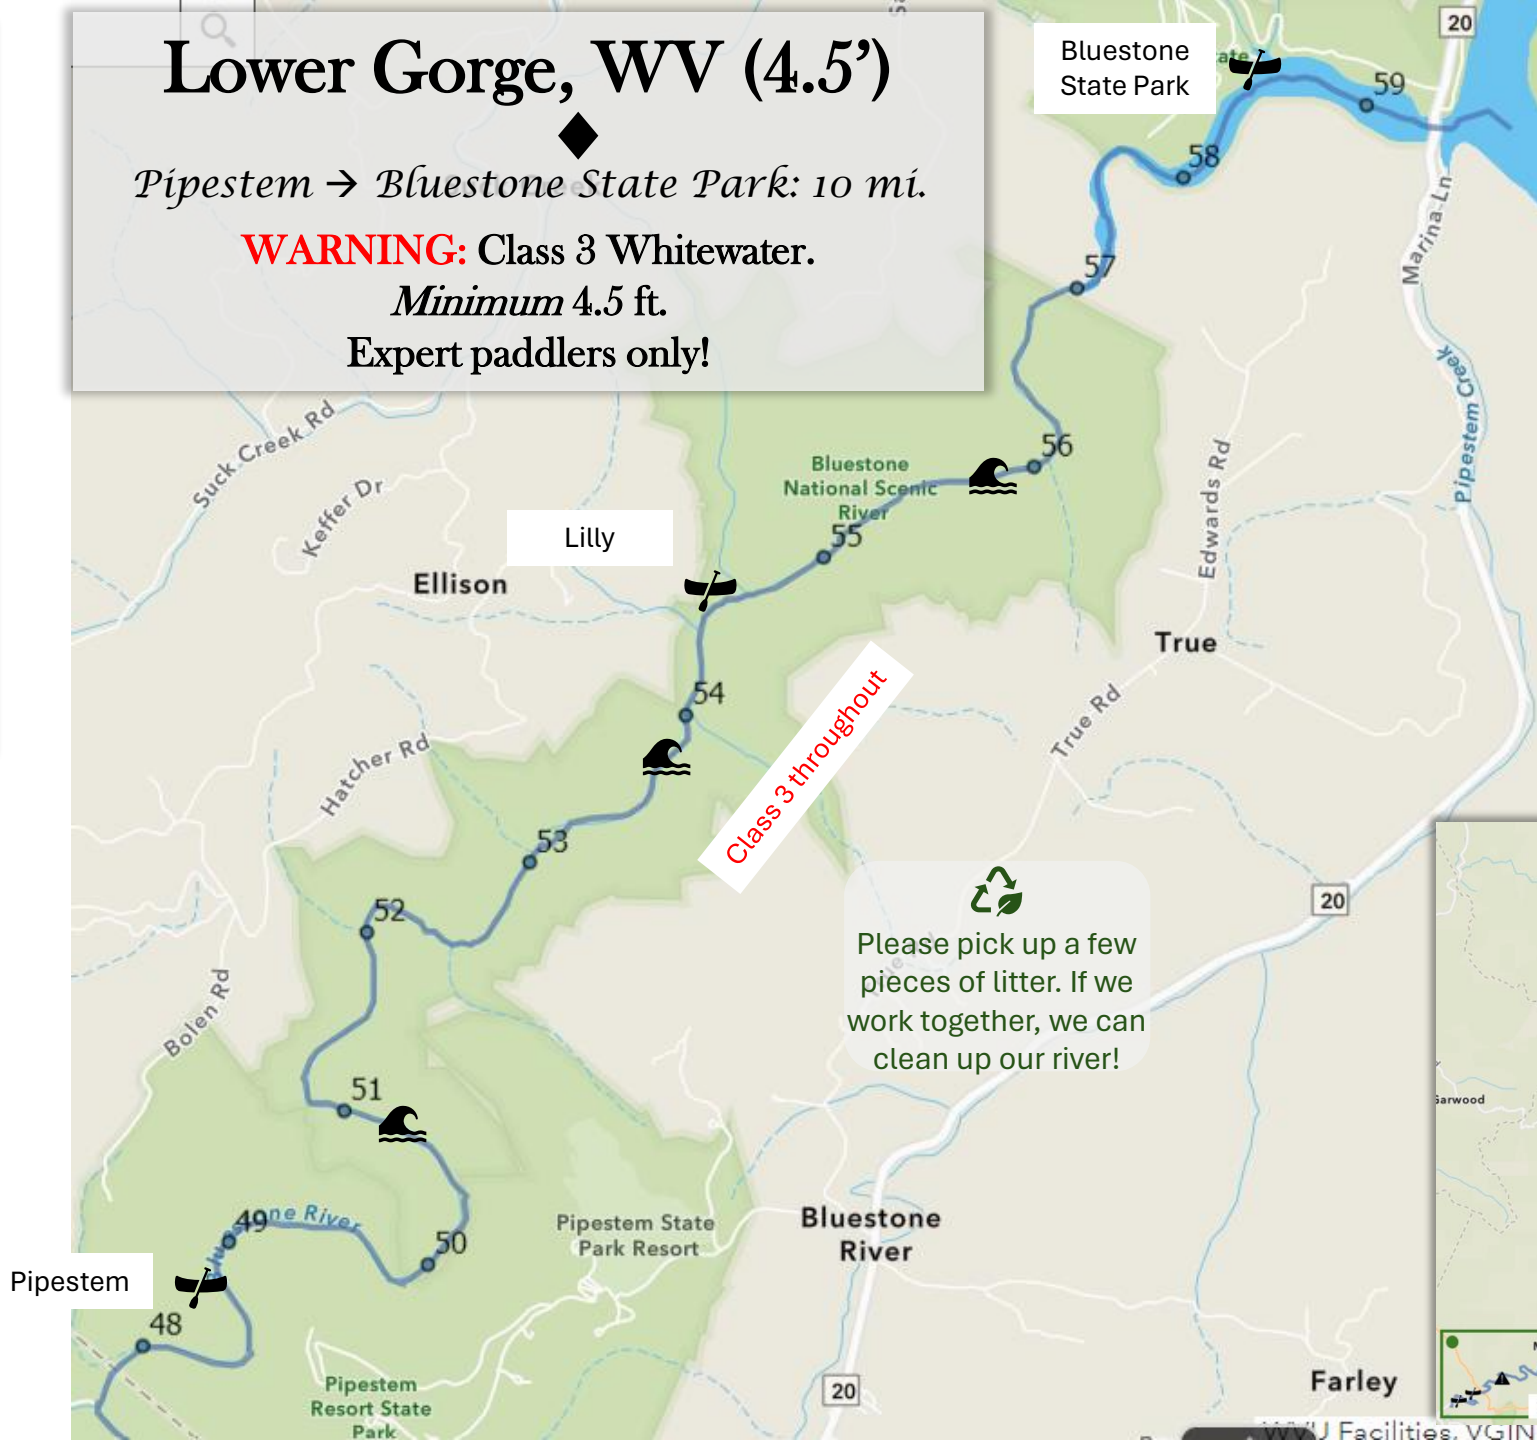 Lower Gorge, WV (4.5’)
Pipestem → Bluestone State Park: 10 mi.
WARNING: Class 3 Whitewater.
Minimum 4.5 ft.
Expert paddlers only!
Bluestone
State Park
20
59
58
Marina Ln
57
Pipestem Creek
Suck Creek Rd
Keffer Dr
56
Bluestone
National Scenic
River
55
Edwards Rd
Lilly
Ellison
True
54
True Rd
Class 3 throughout
Hatcher Rd
53
52
20
Please pick up a few
pieces of litter. If we
work together, we can
clean up our river!
Bolen Rd
51
Garwood
49
50
Pipestem State
Park Resort
Bluestone
River
Pipestem
48
Pipestem
Resort State
Park
20
Farley
WVU Facilities, VGIN